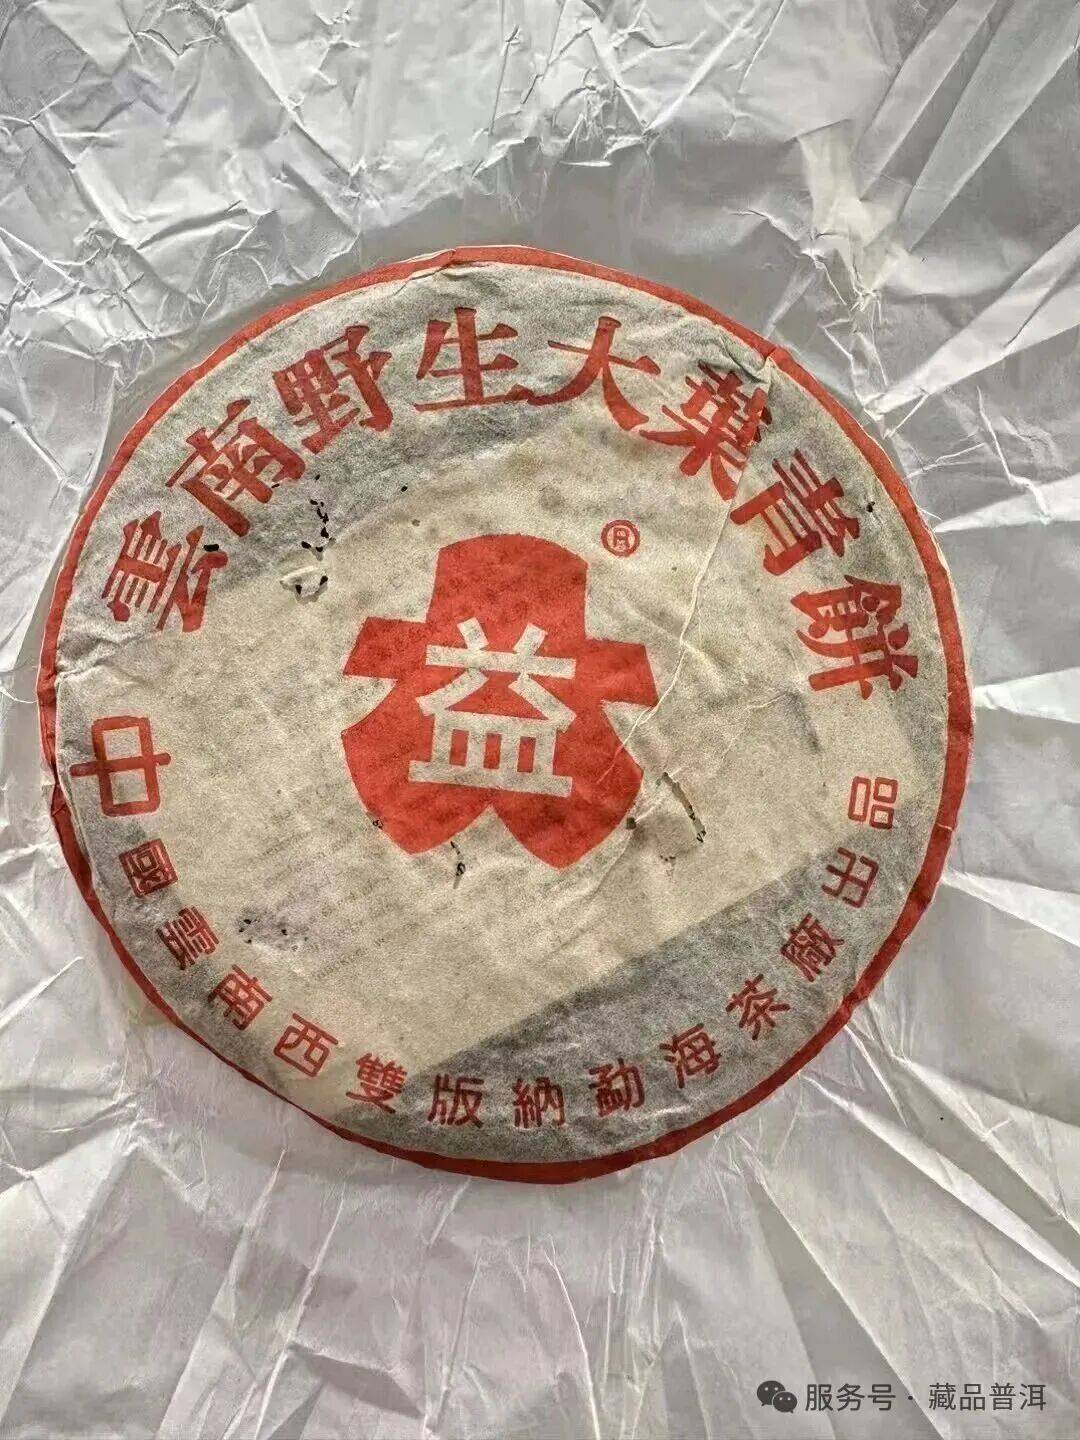 雲南野生大葉青餅
益
中國雲南西雙版納勐海茶廠出品
服务号 · 藏品普洱